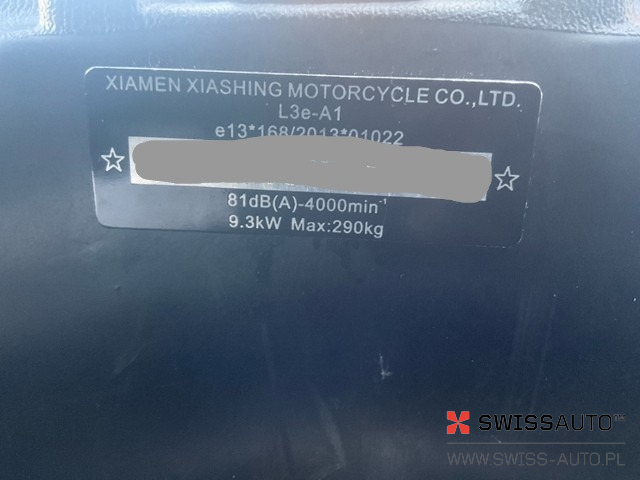 XIAMEN XIASHING MOTORCYCLE CO.,LTD.
L3e-A1
e13*168/2013*01022
81dB(A)-4000min⁻¹
9.3kW Max:290kg
SWISSAUTO
WWW.SWISS-AUTO.PL